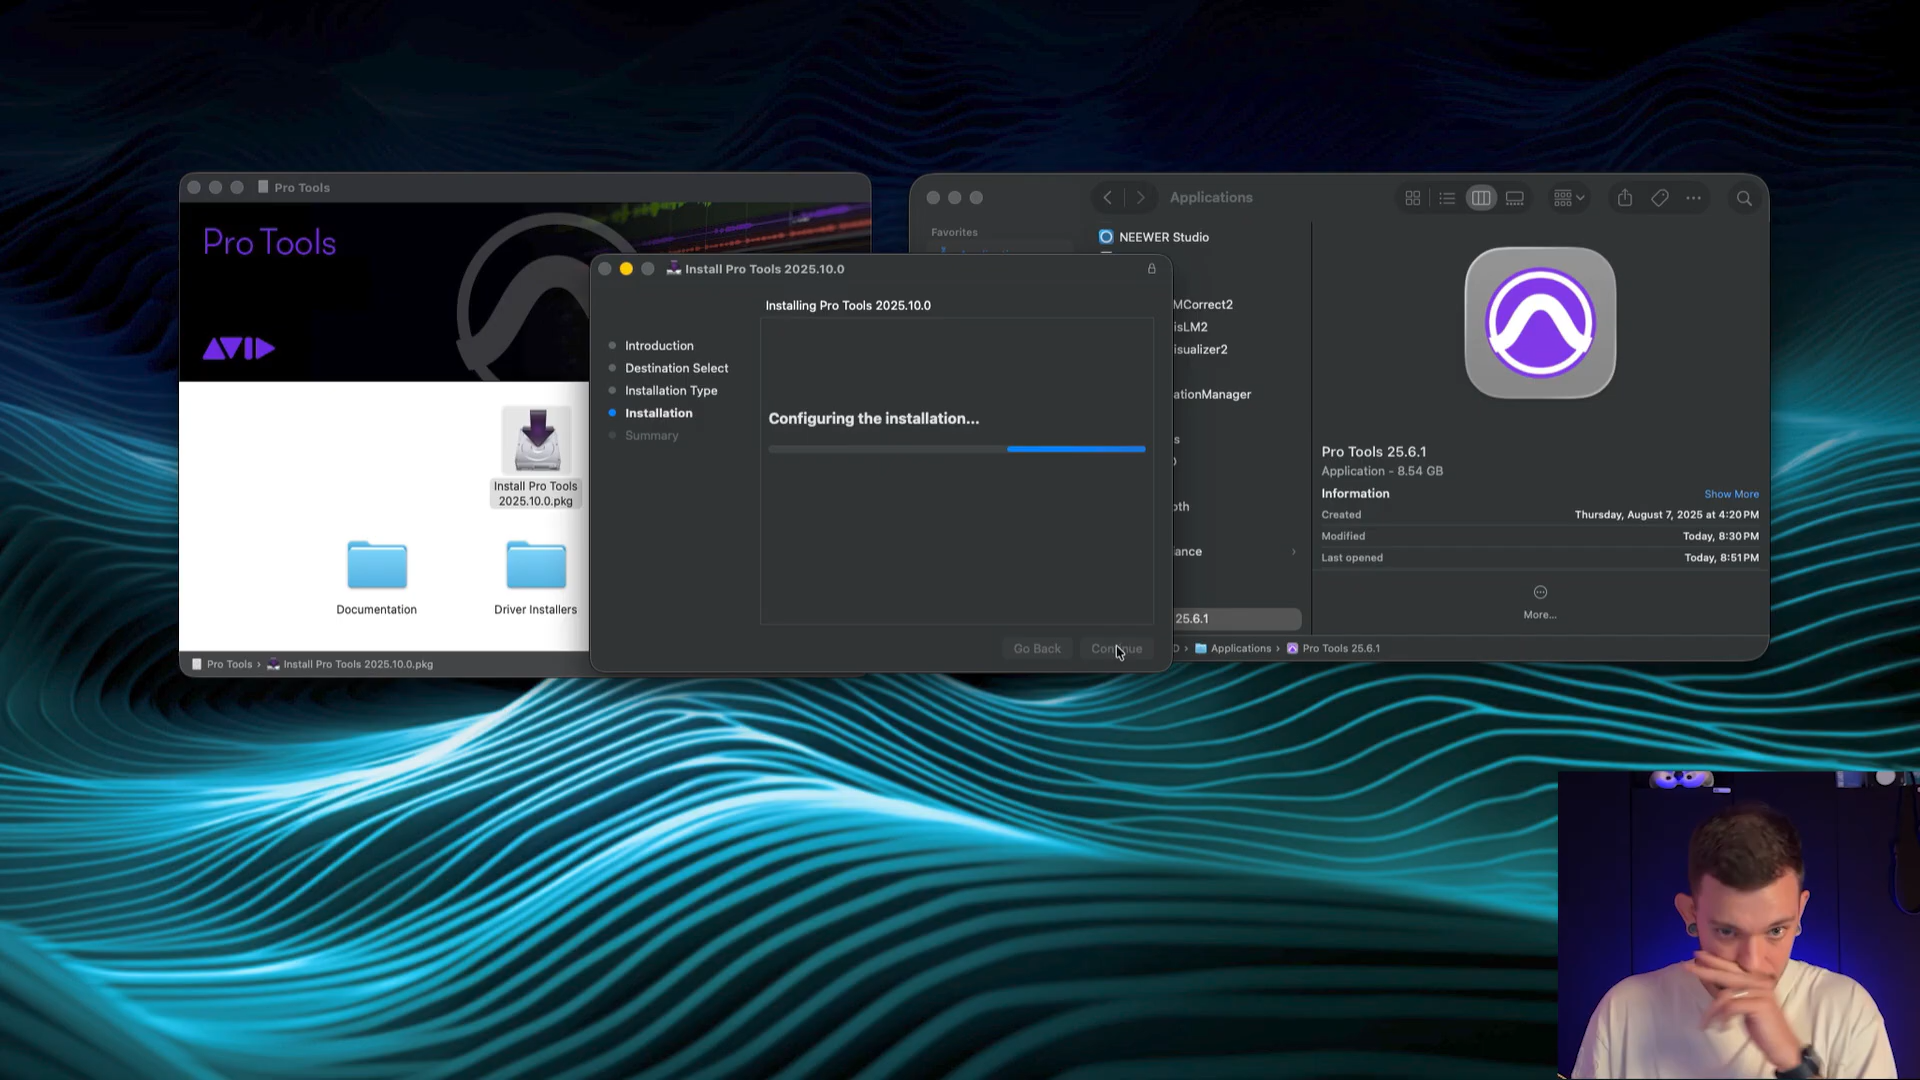 Pro Tools
Pro Tools
AVID
Install Pro Tools
2025.10.0.pkg
Documentation
Driver Installers
Pro Tools › Install Pro Tools 2025.10.0.pkg
Install Pro Tools 2025.10.0
Installing Pro Tools 2025.10.0
Introduction
Destination Select
Installation Type
Installation
Summary
Configuring the installation...
Go Back
Continue
Applications
Favorites
NEEWER Studio
MCorrect2
isLM2
isualizer2
ationManager
s
oth
ance
25.6.1
Pro Tools 25.6.1
Application - 8.54 GB
Information
Show More
Created
Thursday, August 7, 2025 at 4:20 PM
Modified
Today, 8:30 PM
Last opened
Today, 8:51 PM
More...
› Applications › Pro Tools 25.6.1